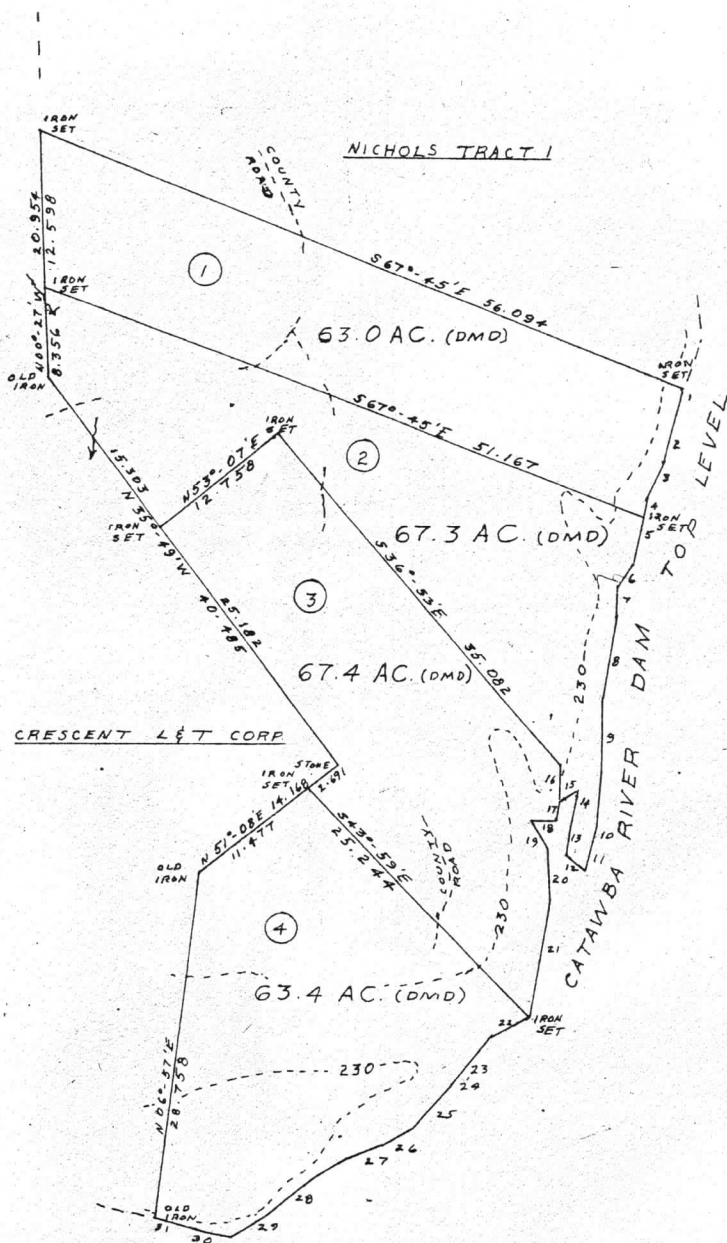 IRON
SET
NICHOLS TRACT 1
COUNTY
ROAD
20.954
12.598
1
S67°-45'E 56.094
IRON
SET
63.0 AC. (DMD)
N00°-27'W
8.356
OLD
IRON
IRON
SET
S67°-45'E 51.167
2
IRON
SET
2
3
4
IRON
SET
5
N53°-07'E
12.758
67.3 AC. (DMD)
15.303
N 35°-49'W
40.485
25.182
IRON
SET
6
7
3
S36°-53'E 35.082
8
67.4 AC. (DMD)
230
9
CATAWBA RIVER DAM TO LEVEL
CRESCENT L&T CORP.
STONE
IRON
SET
2.691
16
15
14
17
18
13
10
19
12
11
N 51°-08'E 14.168
11.477
S43°-59'E
25.244
COUNTY
ROAD
20
OLD
IRON
230
4
21
63.4 AC. (DMD)
IRON
SET
22
N06°-57'E
28.758
230
23
24
25
26
27
28
OLD
IRON
29
31
30